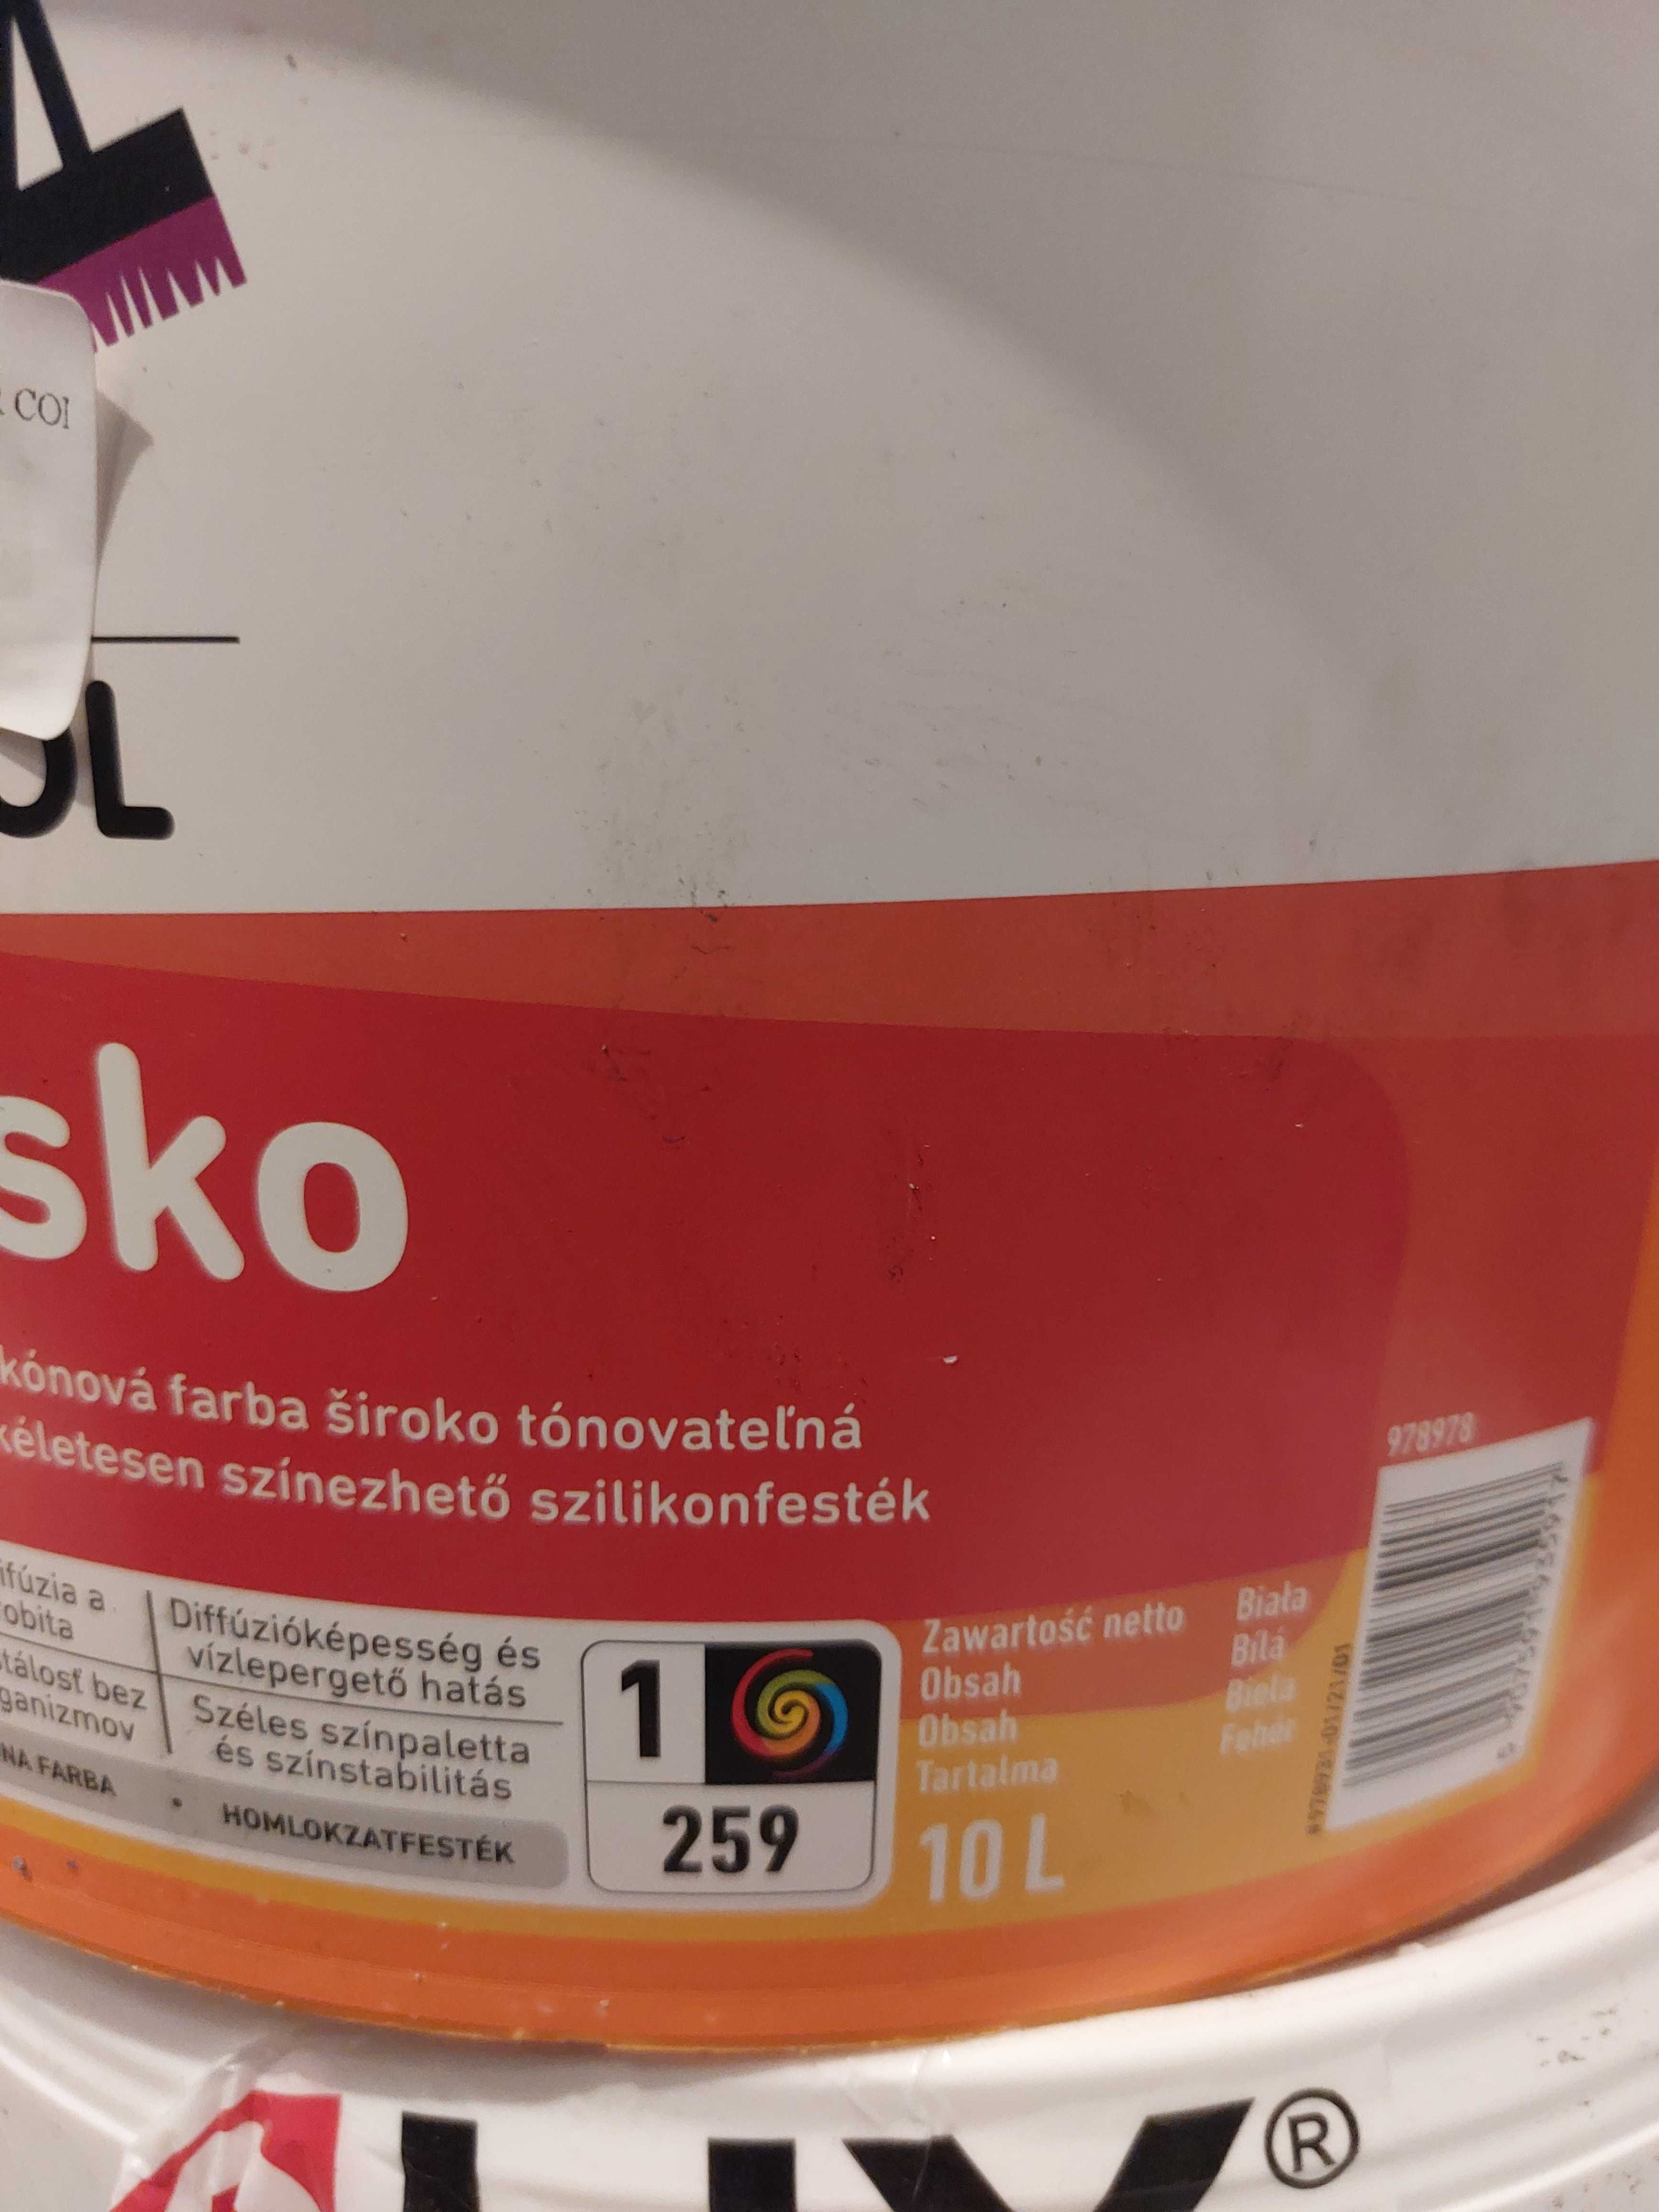 COI
OL
sko
kónová farba široko tónovateľná
kéletesen színezhető szilikonfesték
978978
ifúzia a
obita
Diffúzióképesség és
vízlepergető hatás
tálosť bez
ganizmov
Széles színpaletta
és színstabilitás
NA FARBA • HOMLOKZATFESTÉK
1
259
Zawartość netto
Obsah
Obsah
Tartalma
10 L
Biała
Bílá
Biela
Fehér
®